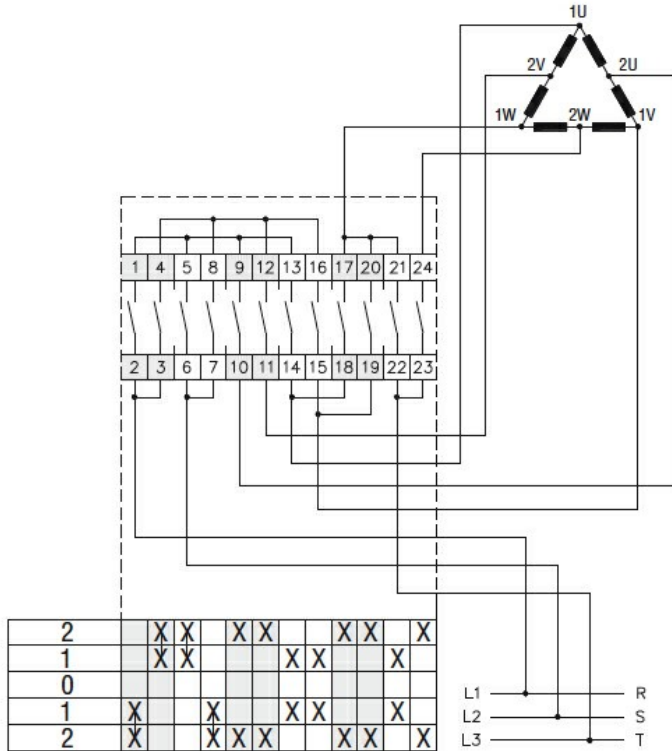 1U
2V 2U
1W 2W 1V
1 4 5 8 9 12 13 16 17 20 21 24
2 3 6 7 10 11 14 15 18 19 22 23
2 X X X X X X X
1 X X X X X
0
1 X X X X X
2 X X X X X X X
L1 R
L2 S
L3 T